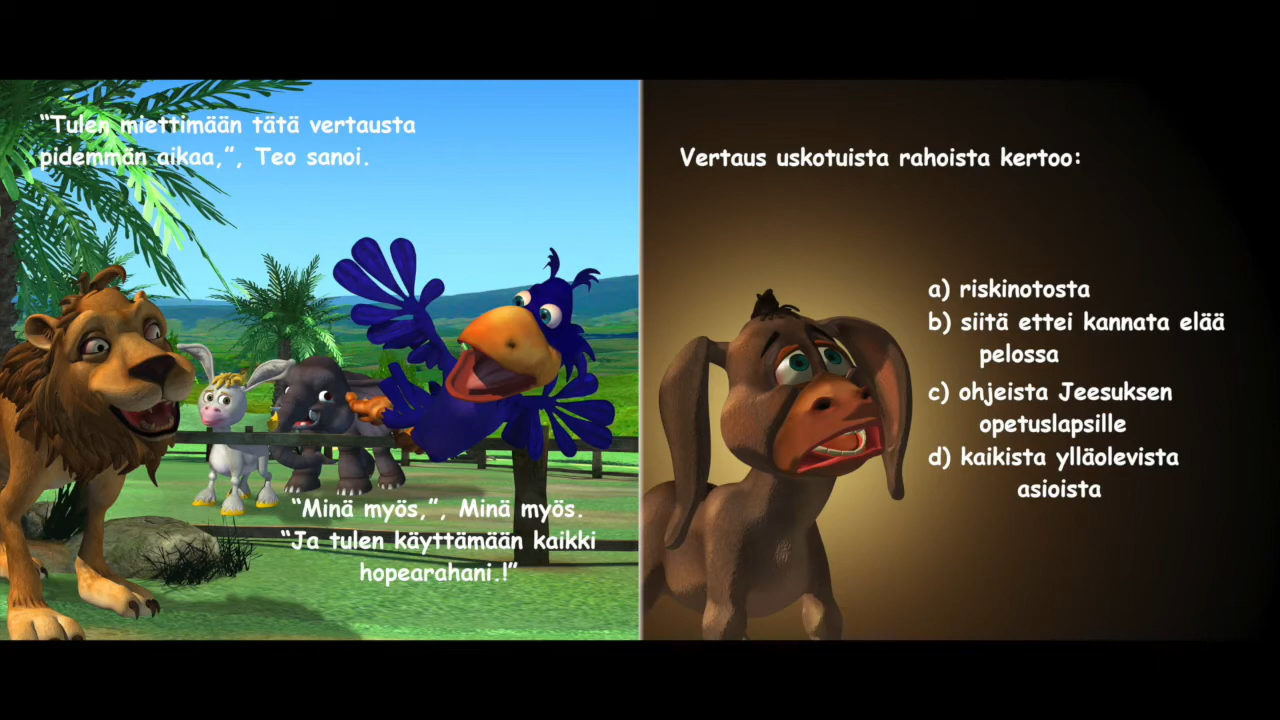 “Tulen miettimään tätä vertausta
pidemmän aikaa,”, Teo sanoi.
“Minä myös,”, Minä myös.
“Ja tulen käyttämään kaikki
hopearahani.!”
Vertaus uskotuista rahoista kertoo:
a) riskinotosta
b) siitä ettei kannata elää
pelossa
c) ohjeista Jeesuksen
opetuslapsille
d) kaikista ylläolevista
asioista